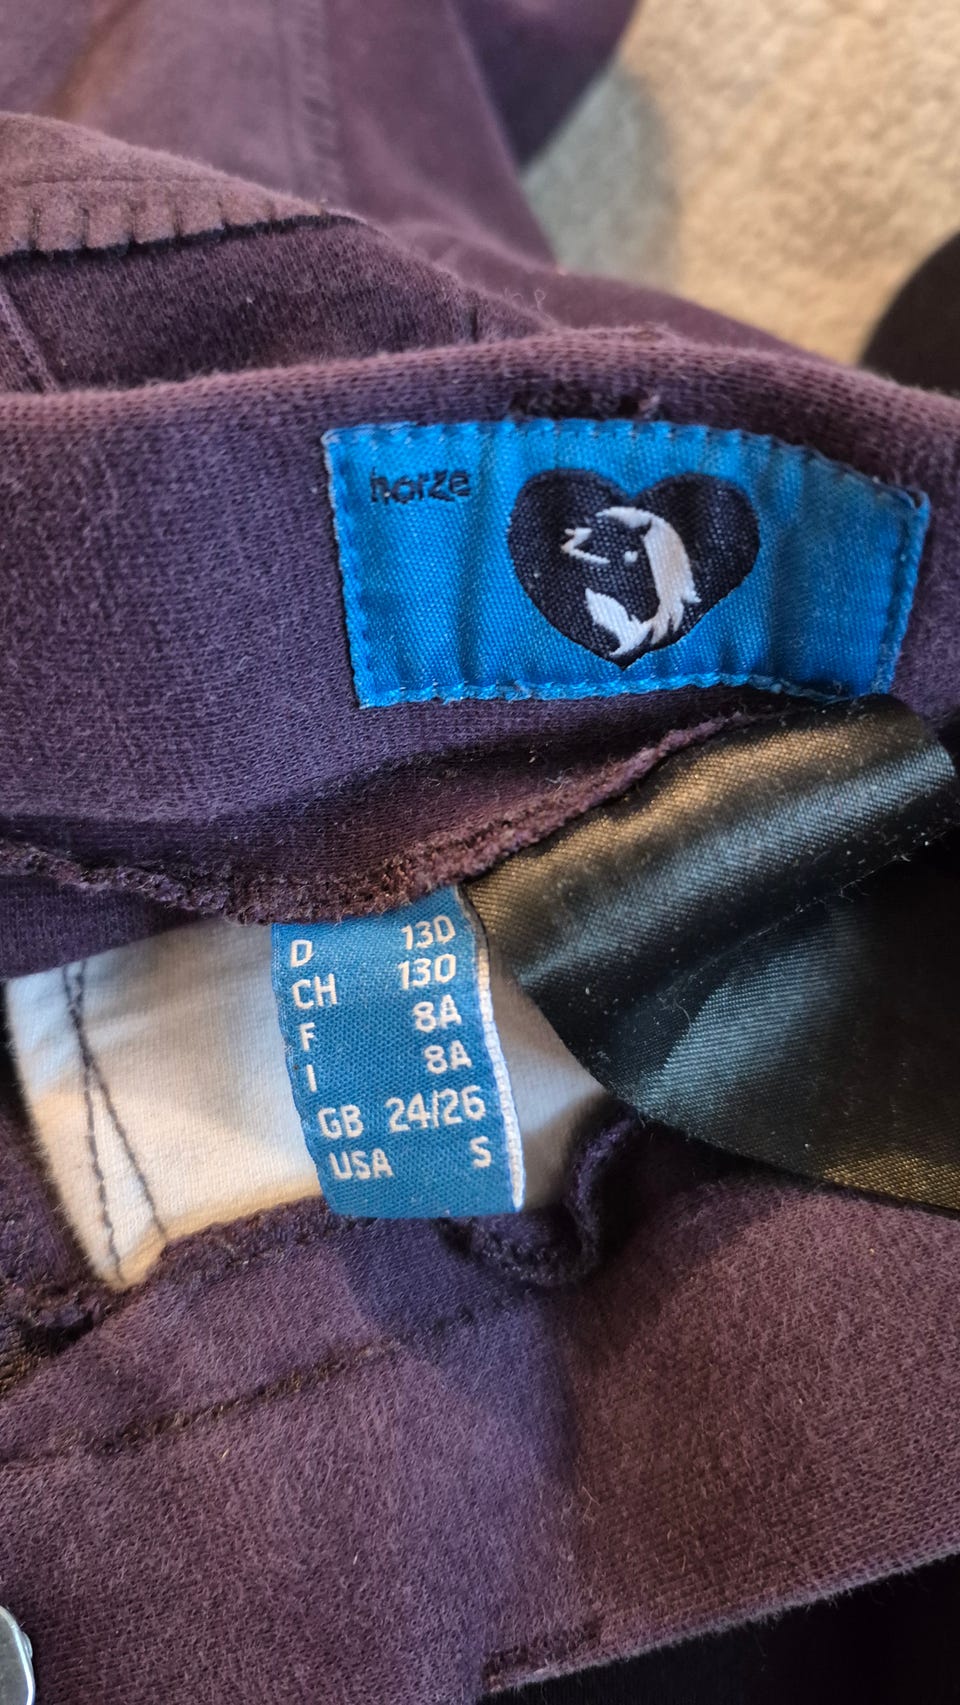 horze
D 130
CH 130
F 8A
I 8A
GB 24/26
USA S